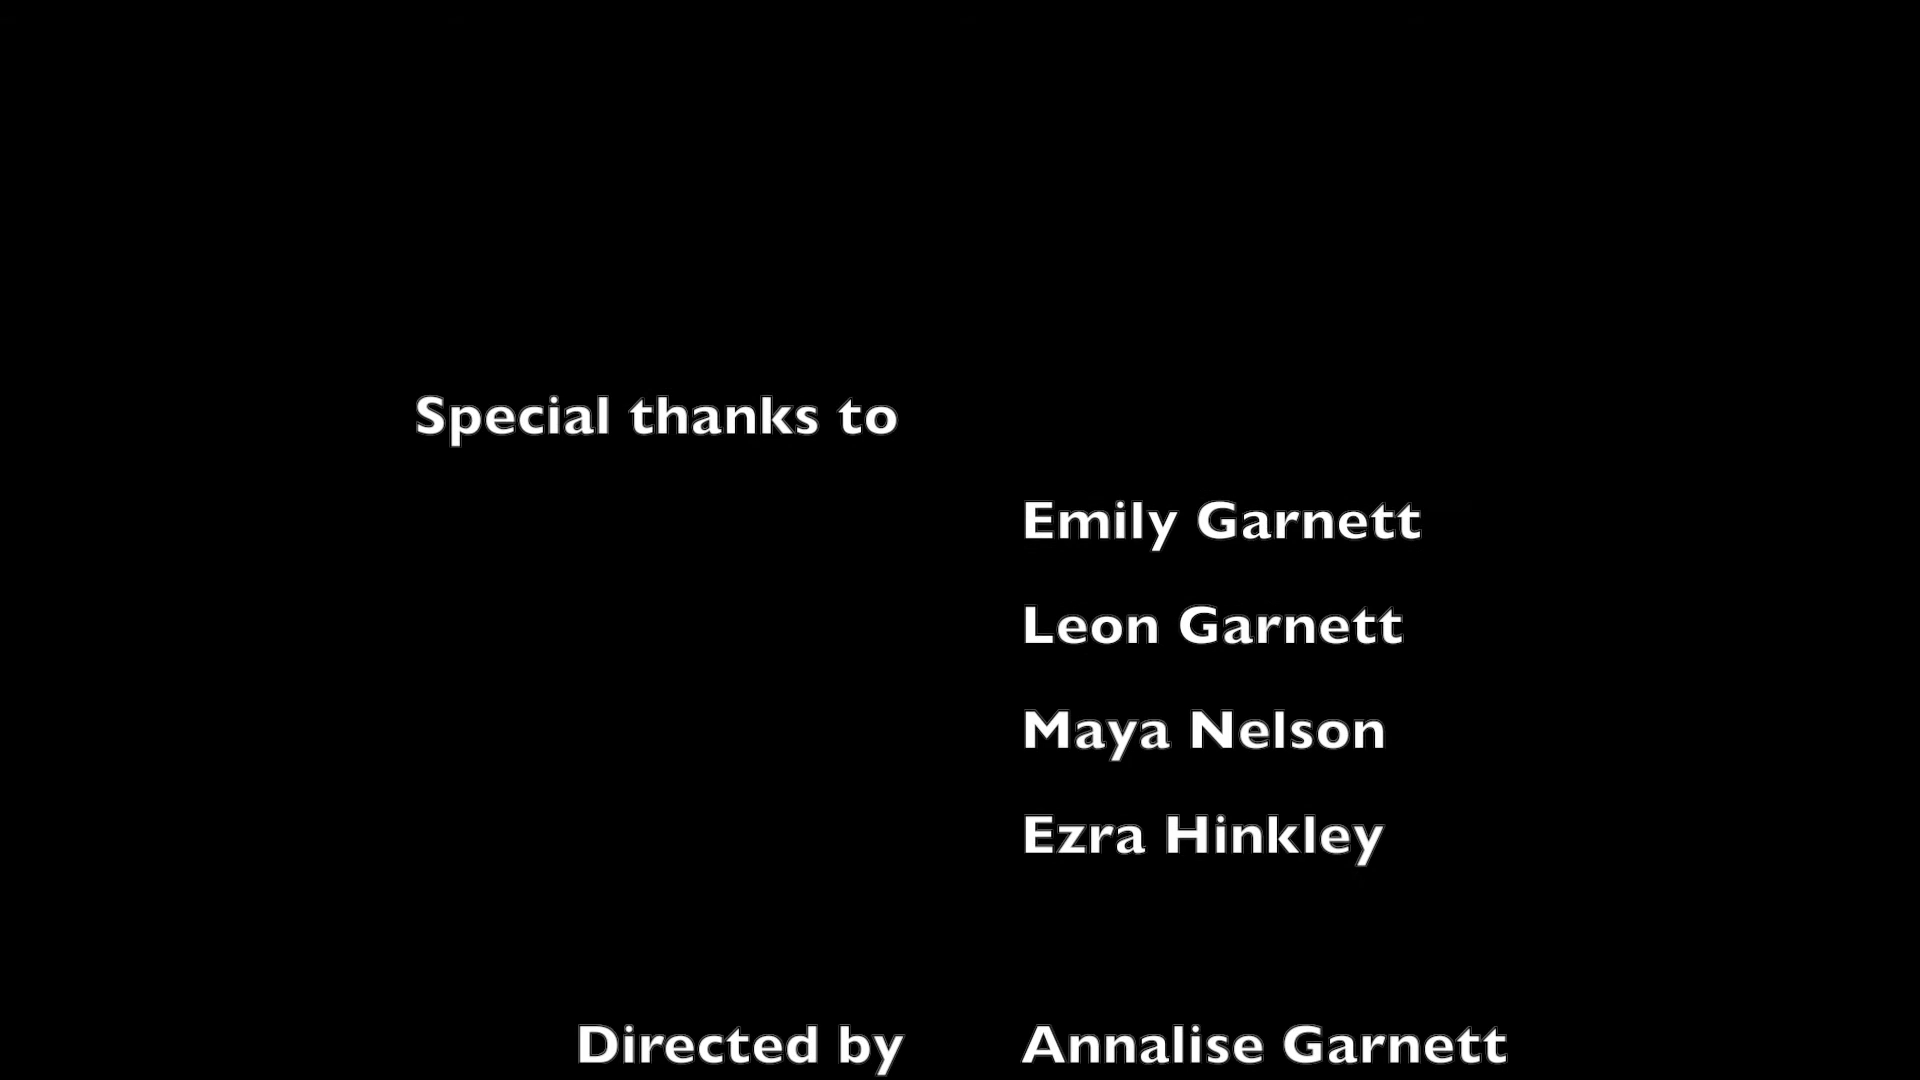 Special thanks to
Emily Garnett
Leon Garnett
Maya Nelson
Ezra Hinkley
Directed by Annalise Garnett